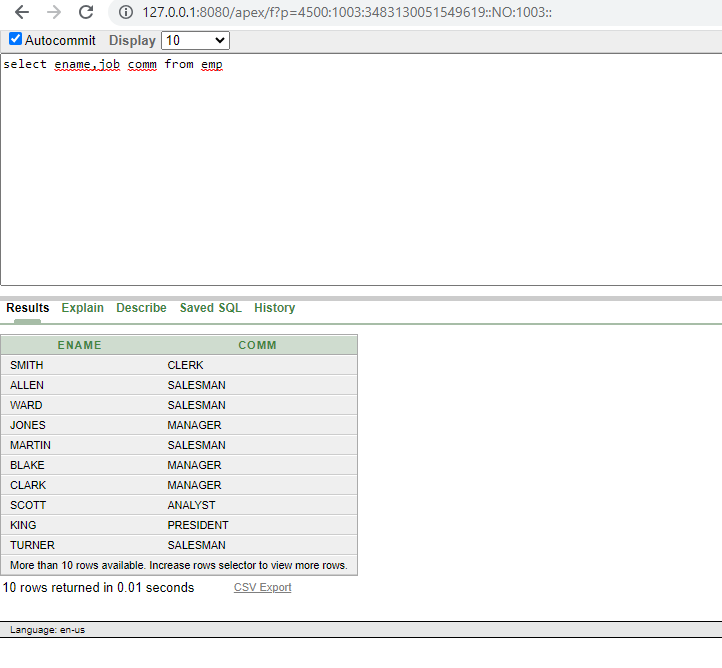 127.0.0.1:8080/apex/f?p=4500:1003:3483130051549619::NO:1003::
Autocommit Display 10
select ename,job comm from emp
Results Explain Describe Saved SQL History
ENAME COMM
SMITH CLERK
ALLEN SALESMAN
WARD SALESMAN
JONES MANAGER
MARTIN SALESMAN
BLAKE MANAGER
CLARK MANAGER
SCOTT ANALYST
KING PRESIDENT
TURNER SALESMAN
More than 10 rows available. Increase rows selector to view more rows.
10 rows returned in 0.01 seconds CSV Export
Language: en-us